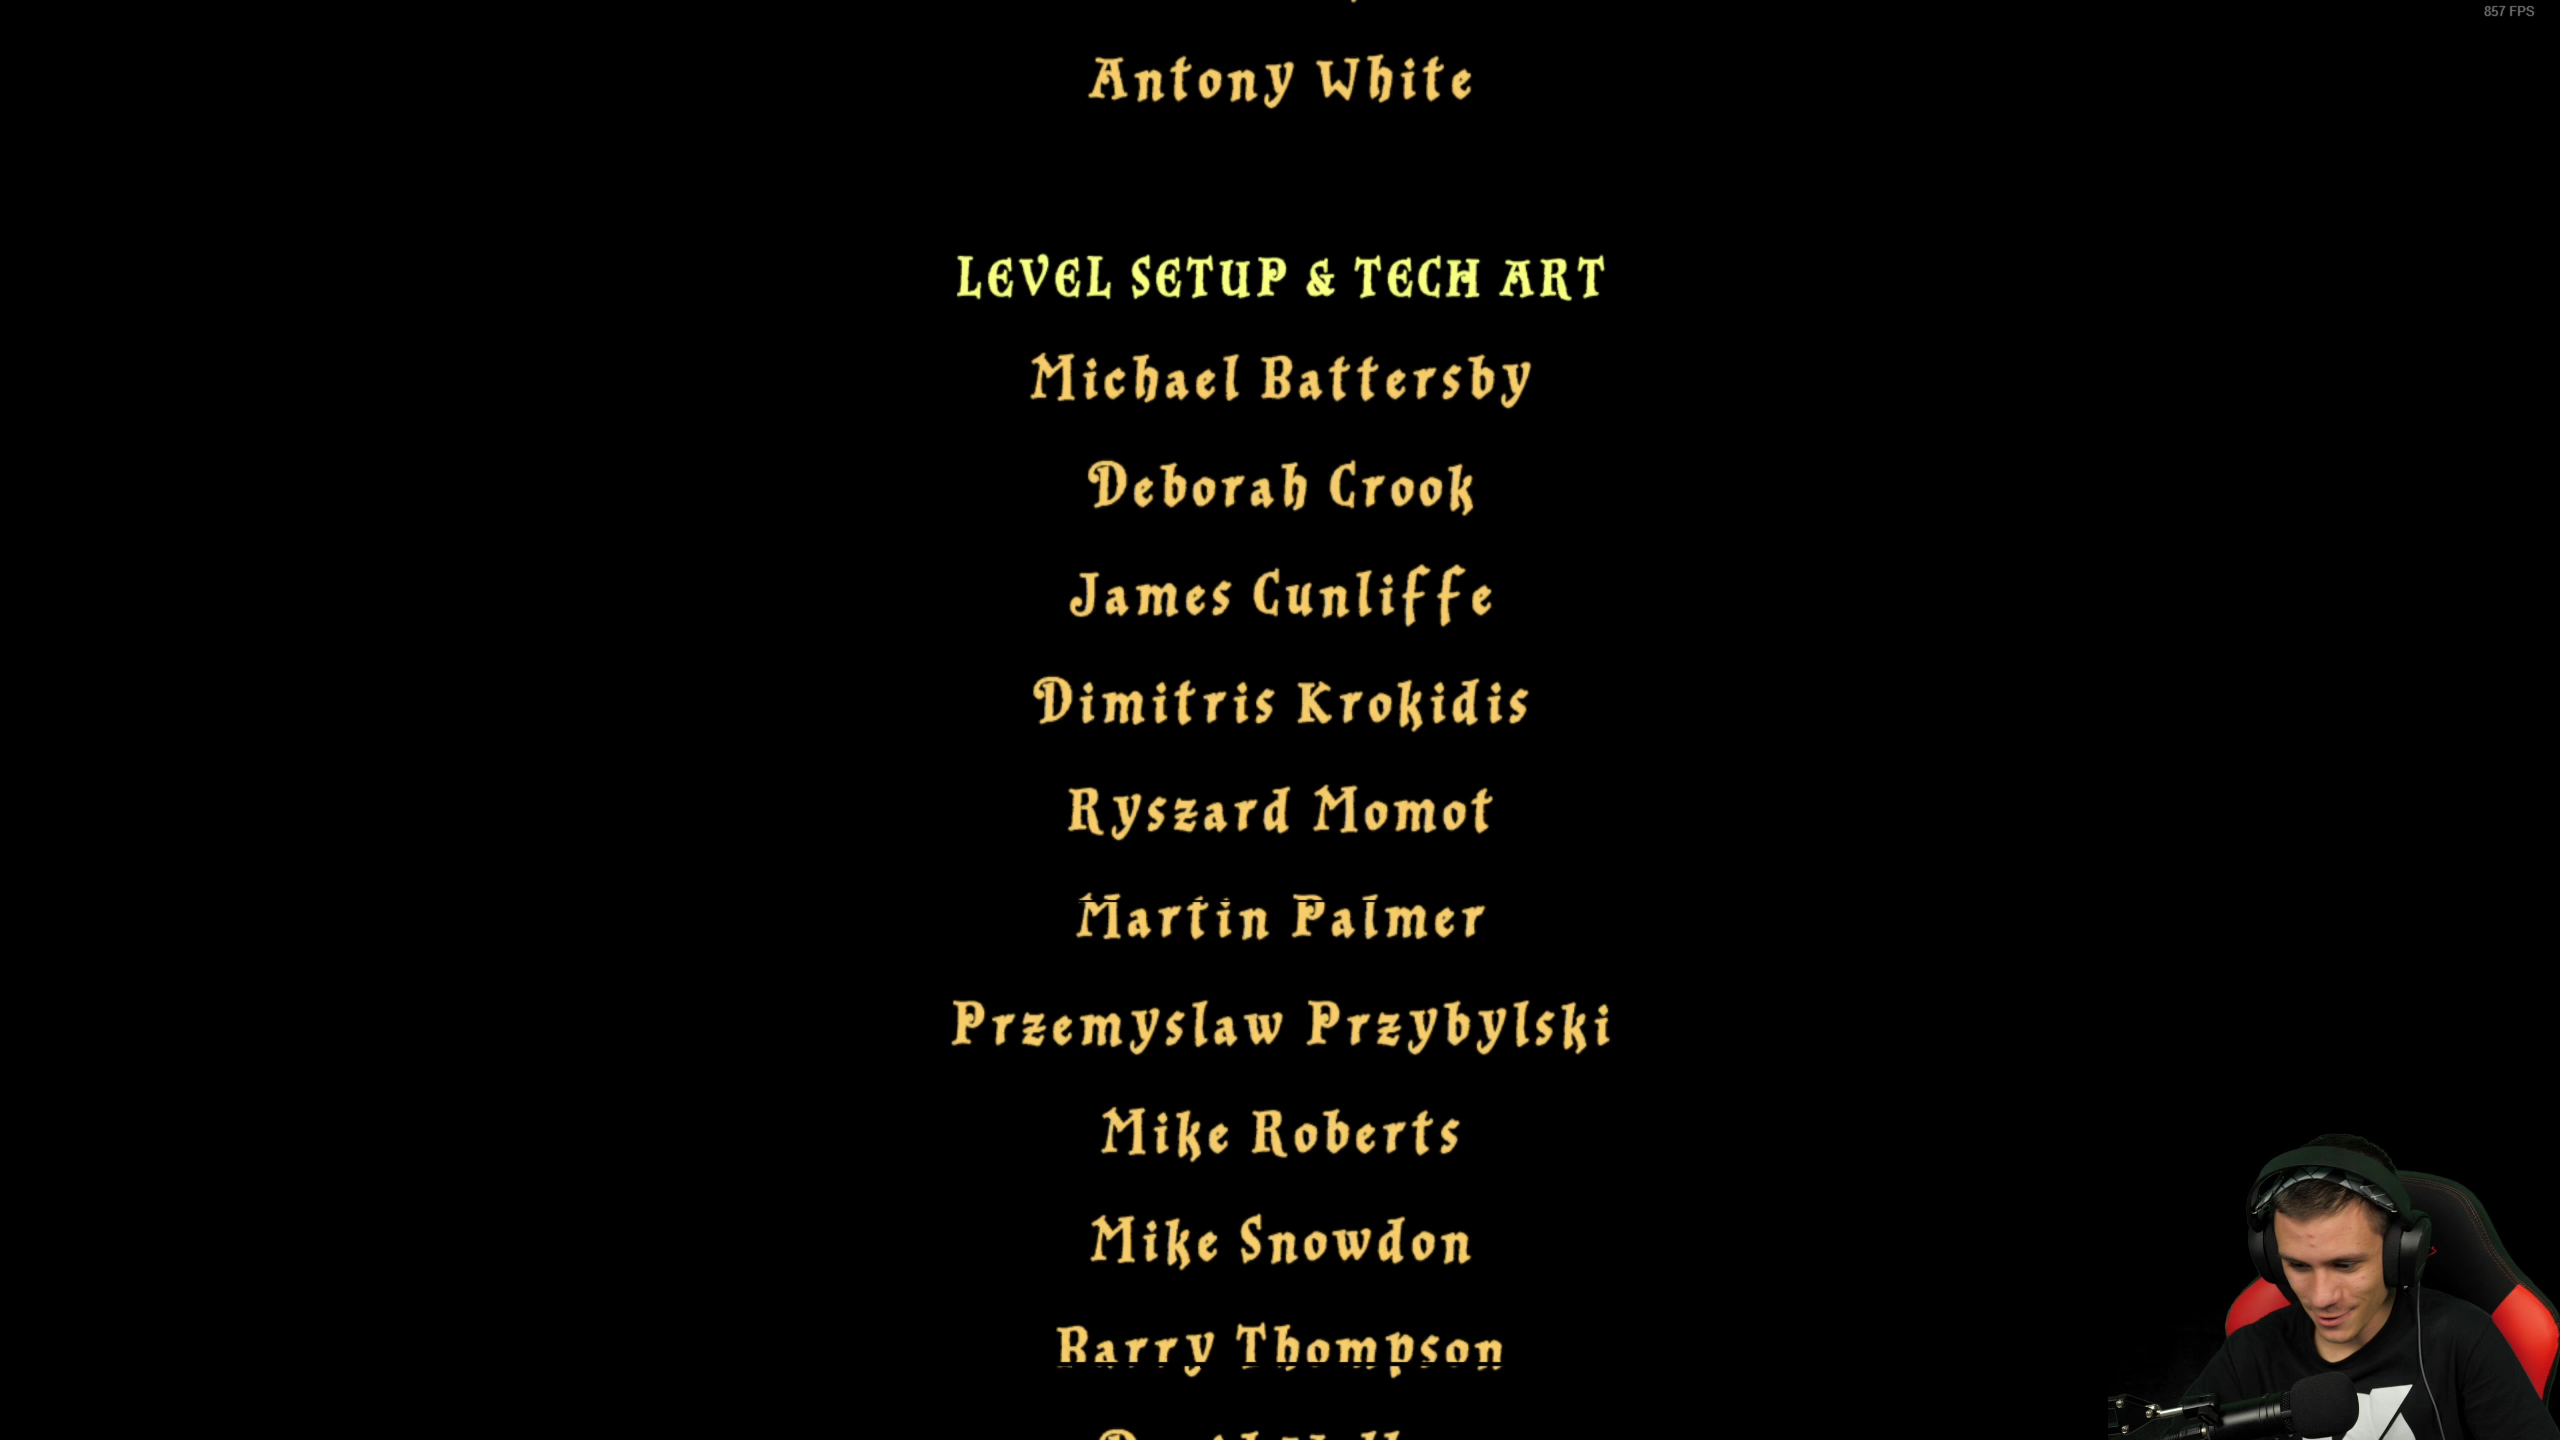 857 FPS
Antony White
LEVEL SETUP & TECH ART
Michael Battersby
Deborah Crook
James Cunliffe
Dimitris Krokidis
Ryszard Momot
Martin Palmer
Przemyslaw Przybylski
Mike Roberts
Mike Snowdon
Barry Thompson